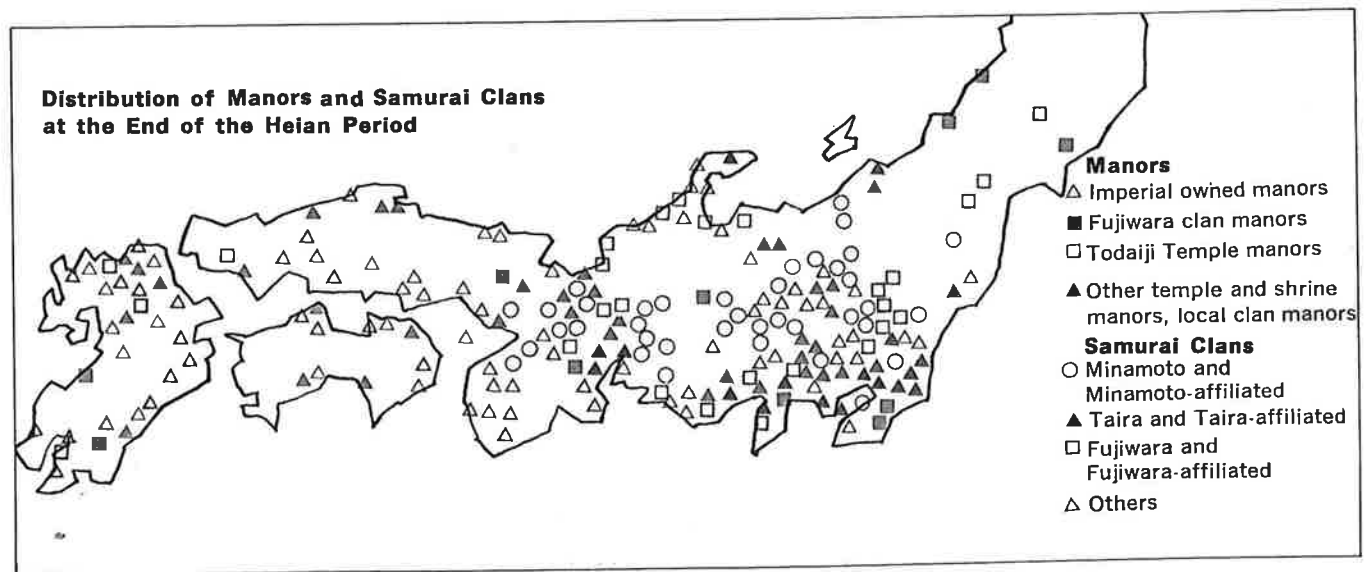 Distribution of Manors and Samurai Clans
at the End of the Heian Period
Manors
Imperial owned manors
Fujiwara clan manors
Todaiji Temple manors
Other temple and shrine
manors, local clan manors
Samurai Clans
Minamoto and
Minamoto-affiliated
Taira and Taira-affiliated
Fujiwara and
Fujiwara-affiliated
Others